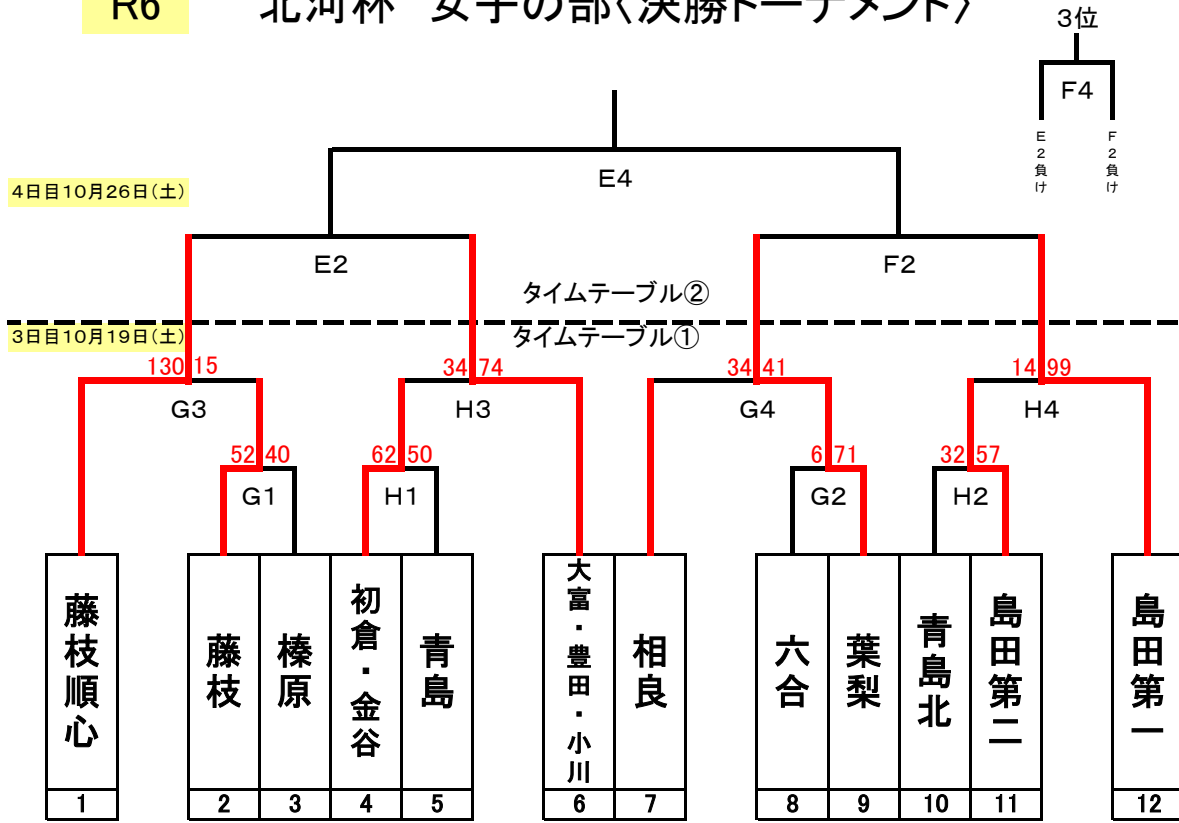 R6 北河杯 女子の部〈決勝トーナメント〉
3位
F4
E2負け
F2負け
E4
4日目10月26日(土)
E2
F2
タイムテーブル②
3日目10月19日(土)
タイムテーブル①
130 15
34 74
34 41
14 99
G3
H3
G4
H4
52 40
62 50
6 71
32 57
G1
H1
G2
H2
藤枝順心
藤枝
榛原
初倉・金谷
青島
大富・豊田・小川
相良
六合
葉梨
青島北
島田第二
島田第一
1
2
3
4
5
6
7
8
9
10
11
12